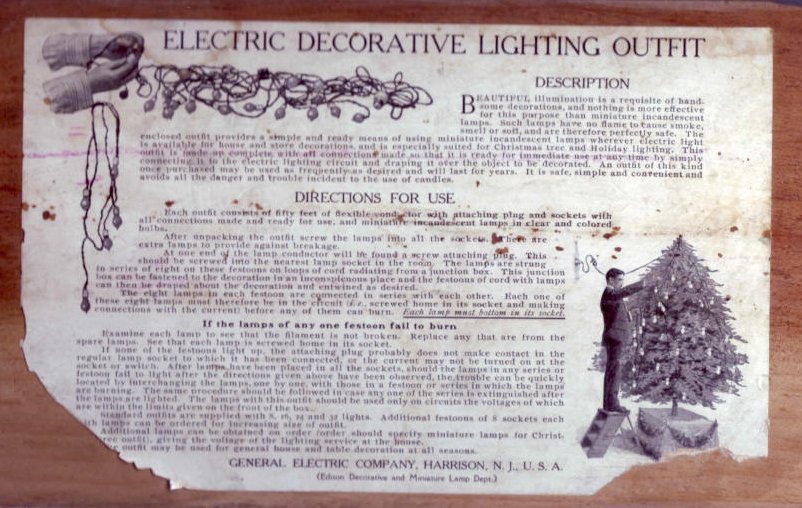 ELECTRIC DECORATIVE LIGHTING OUTFIT
DESCRIPTION
BEAUTIFUL illumination is a requisite of hand-
some decorations, and nothing is more effective
for this purpose than miniature incandescent
lamps. Such lamps have no flame to cause smoke,
smell or soil, and are therefore perfectly safe. The
enclosed outfit provides a simple and ready means of using miniature incandescent lamps wherever electric light
is available for house and store decorations, and is especially suited for Christmas tree and Holiday lighting. This
outfit is made up complete with all connections made so that it is ready for immediate use at any time by simply
connecting it to the electric lighting circuit and draping it over the object to be decorated. An outfit of this kind
once purchased may be used as frequently as desired and will last for years. It is safe, simple and convenient and
avoids all the danger and trouble incident to the use of candles.
DIRECTIONS FOR USE
Each outfit consists of fifty feet of flexible conductor with attaching plug and sockets with
all connections made and ready for use, and miniature incandescent lamps in clear and colored
bulbs.
After unpacking the outfit screw the lamps into all the sockets. There are
extra lamps to provide against breakage.
At one end of the lamp conductor will be found a screw attaching plug. This
should be screwed into the nearest lamp socket in the room. The lamps are strung
in series of eight on these festoons on loops of cord radiating from a junction box. This junction
box can be fastened to the decoration in an inconspicuous place and the festoons of cord with lamps
can then be draped about the decoration and entwined as desired.
The eight lamps in each festoon are connected in series with each other. Each one of
these eight lamps must therefore be in the circuit (i.e. screwed home in its socket and making
connections with the current) before any of them can burn. Each lamp must bottom in its socket.
If the lamps of any one festoon fail to burn
Examine each lamp to see that the filament is not broken. Replace any that are from the
spare lamps. See that each lamp is screwed home in its socket.
If none of the festoons light up, the attaching plug probably does not make contact in the
regular lamp socket to which it has been connected, or the current may not be turned on at the
socket or switch. After lamps have been placed in all the sockets, should the lamps in any series or
festoon fail to light after the directions given above have been observed, the trouble can be quickly
located by interchanging the lamps, one by one, with those in a festoon or series in which the lamps
are burning. The same procedure should be followed in case any one of the series is extinguished after
the lamps are lighted. The lamps with this outfit should be used only on circuits the voltages of which
are within the limits given on the front of the box.
Standard outfits are supplied with 8, 16, 24 and 32 lights. Additional festoons of 8 sockets each
with lamps can be ordered for increasing size of outfit.
Additional lamps can be obtained on order (order should specify miniature lamps for Christ-
tree outfit), giving the voltage of the lighting service at the house.
outfit may be used for general house and table decoration at all seasons.
GENERAL ELECTRIC COMPANY, HARRISON, N. J., U. S. A.
(Edison Decorative and Miniature Lamp Dept.)